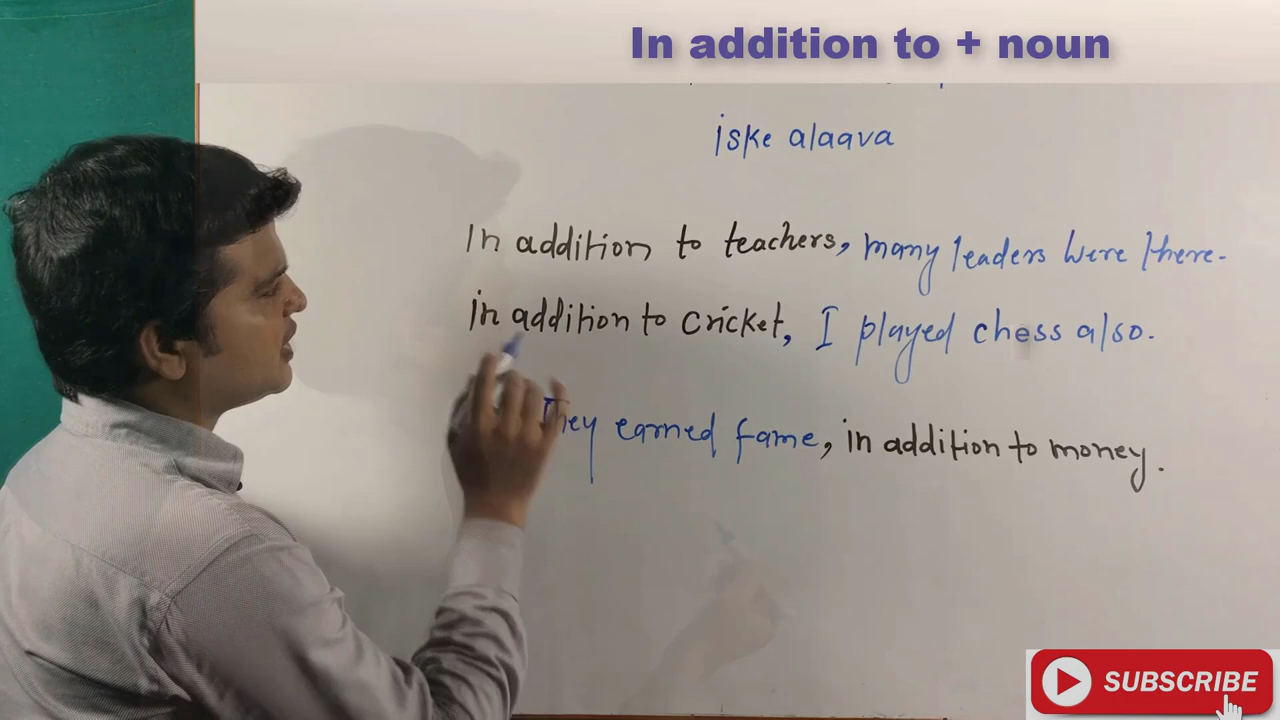 In addition to + noun
iske alaava
In addition to teachers, many leaders were there.
in addition to cricket, I played chess also.
They earned fame, in addition to money.
SUBSCRIBE